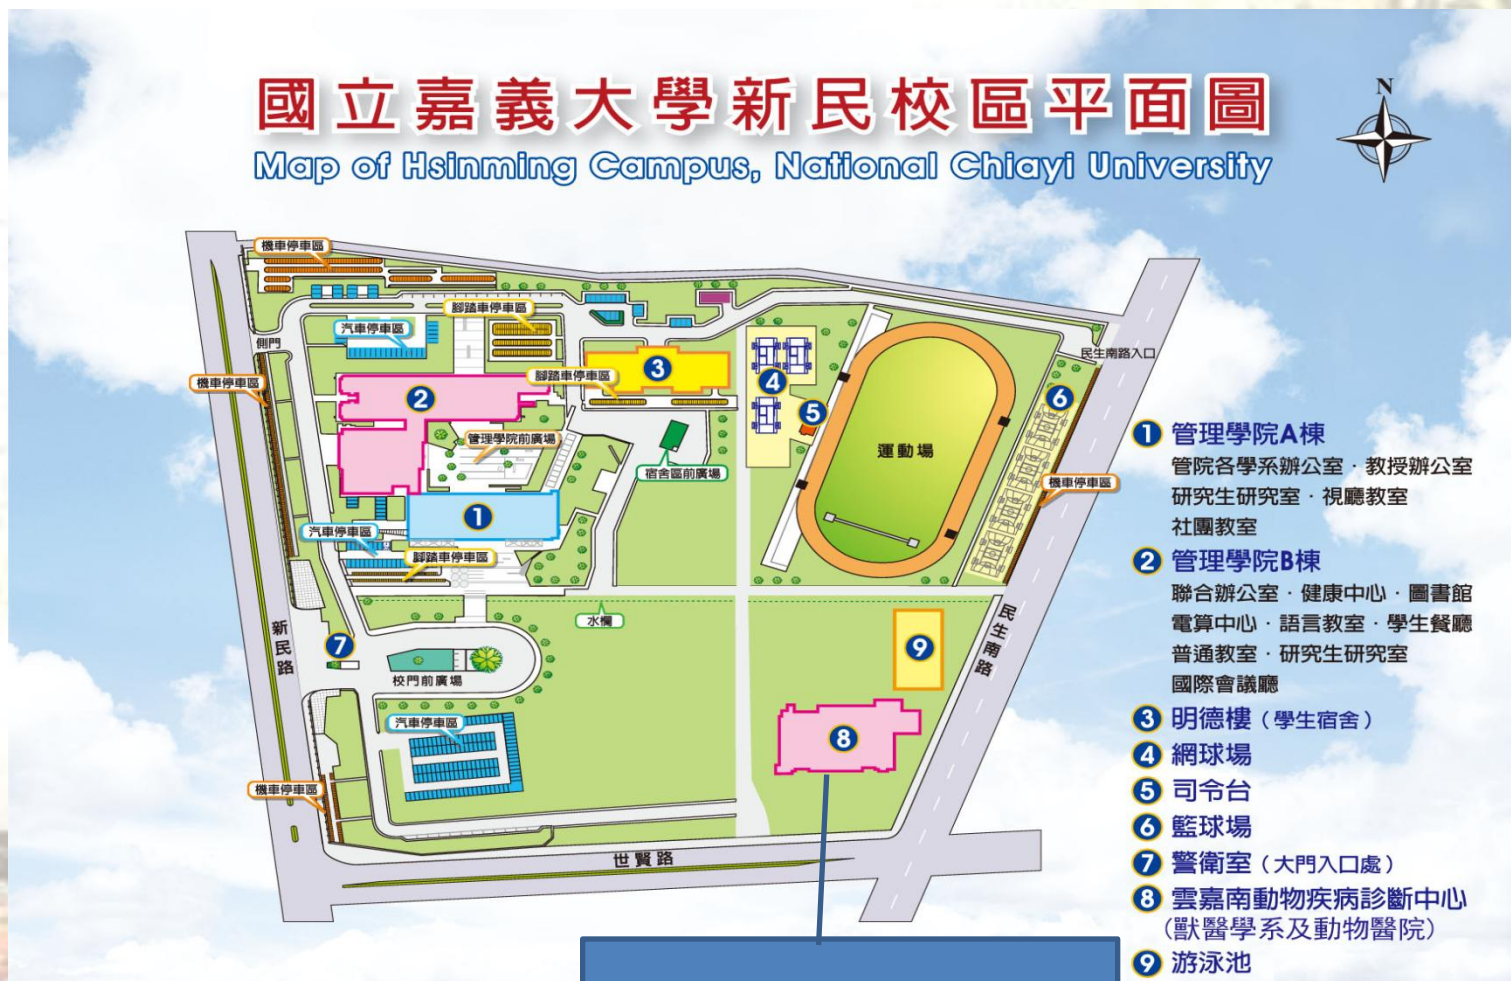 國立嘉義大學新民校區平面圖
Map of Hsinming Campus, National Chiayi University
N
機車停車區
腳踏車停車區
汽車停車區
側門
機車停車區
腳踏車停車區
管理學院前廣場
宿舍區前廣場
民生南路入口
運動場
機車停車區
汽車停車區
腳踏車停車區
水欄
新民路
校門前廣場
汽車停車區
機車停車區
民生南路
世賢路
1
2
3
4
5
6
7
8
9
1 管理學院A棟
管院各學系辦公室・教授辦公室
研究生研究室・視聽教室
社團教室
2 管理學院B棟
聯合辦公室・健康中心・圖書館
電算中心・語言教室・學生餐廳
普通教室・研究生研究室
國際會議廳
3 明德樓（學生宿舍）
4 網球場
5 司令台
6 籃球場
7 警衛室（大門入口處）
8 雲嘉南動物疾病診斷中心
(獸醫學系及動物醫院)
9 游泳池